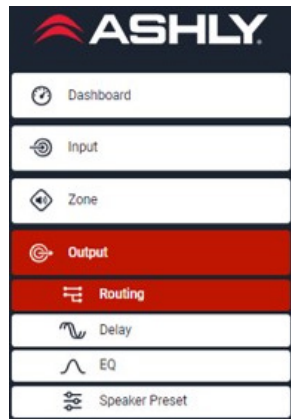 ASHLY
Dashboard
Input
Zone
Output
Routing
Delay
EQ
Speaker Preset